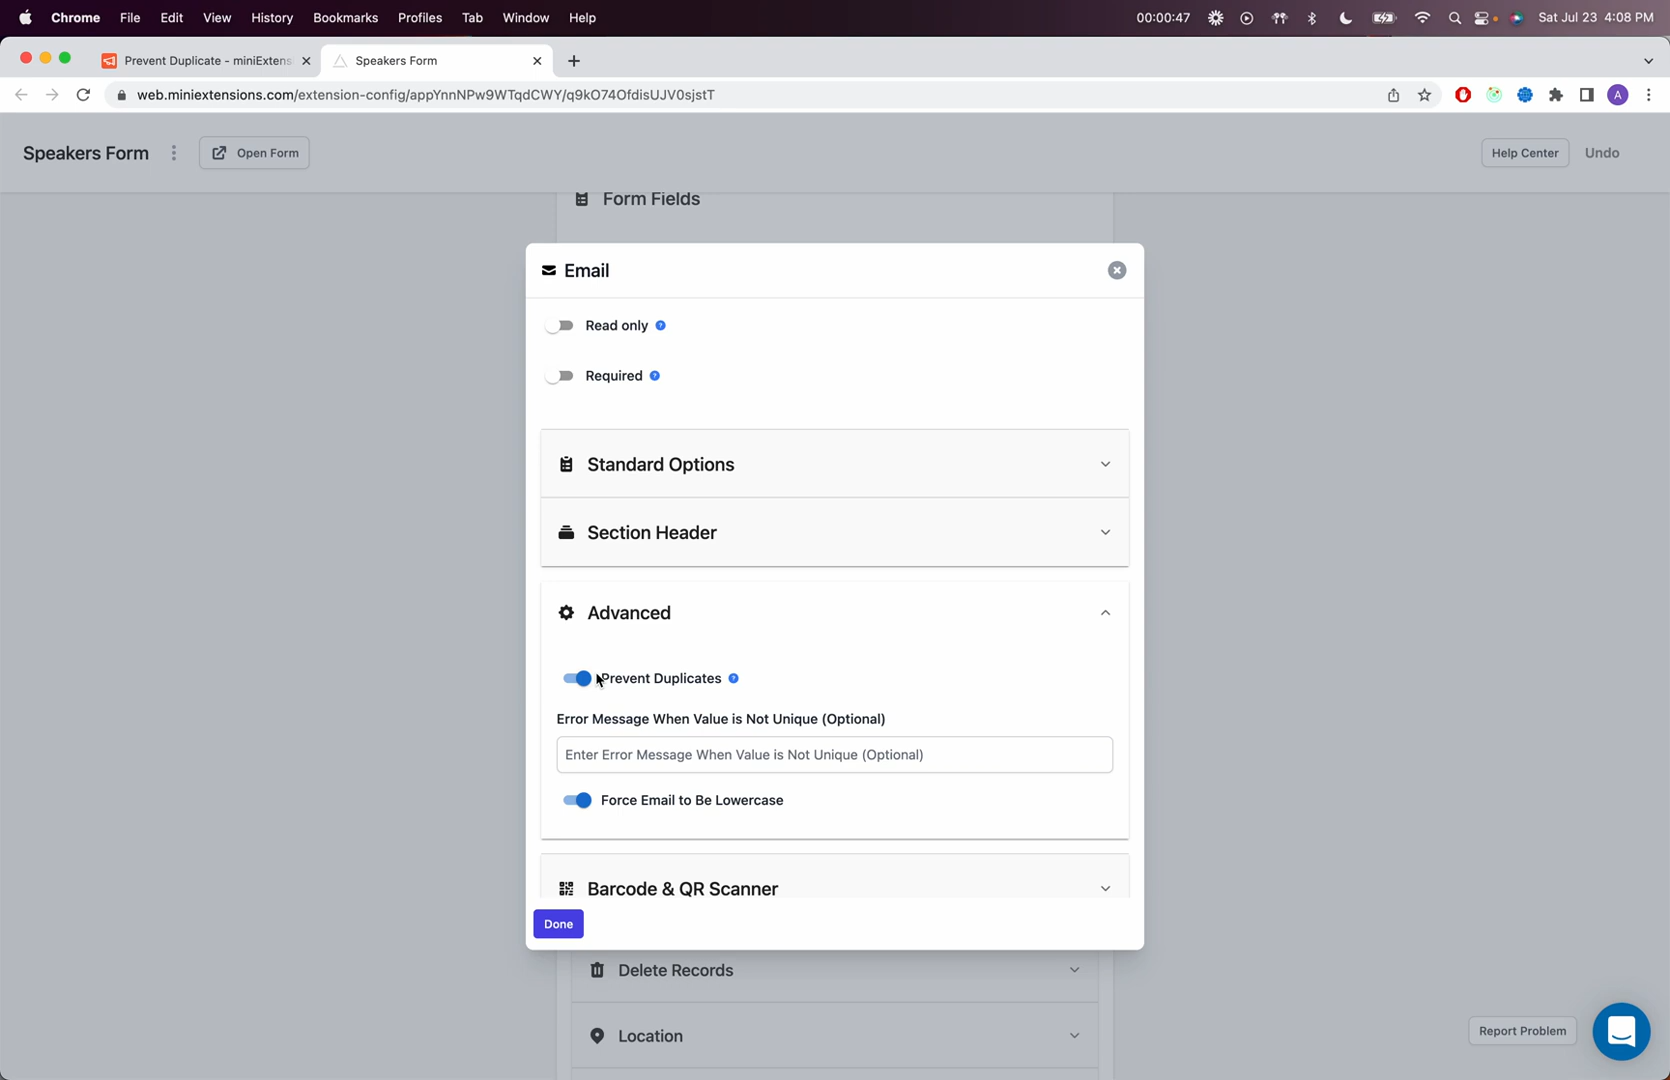 Chrome File Edit View History Bookmarks Profiles Tab Window Help 00:00:47 Sat Jul 23 4:08 PM
Prevent Duplicate - miniExtens Speakers Form
web.miniextensions.com/extension-config/appYnnNPw9WTqdCWY/q9kO74OfdisUJV0sjstT A
Speakers Form Open Form Help Center Undo
Form Fields
Email
Read only ?
Required ?
Standard Options
Section Header
Advanced
Prevent Duplicates ?
Error Message When Value is Not Unique (Optional)
Enter Error Message When Value is Not Unique (Optional)
Force Email to Be Lowercase
Barcode & QR Scanner
Done
Delete Records
Location
Report Problem